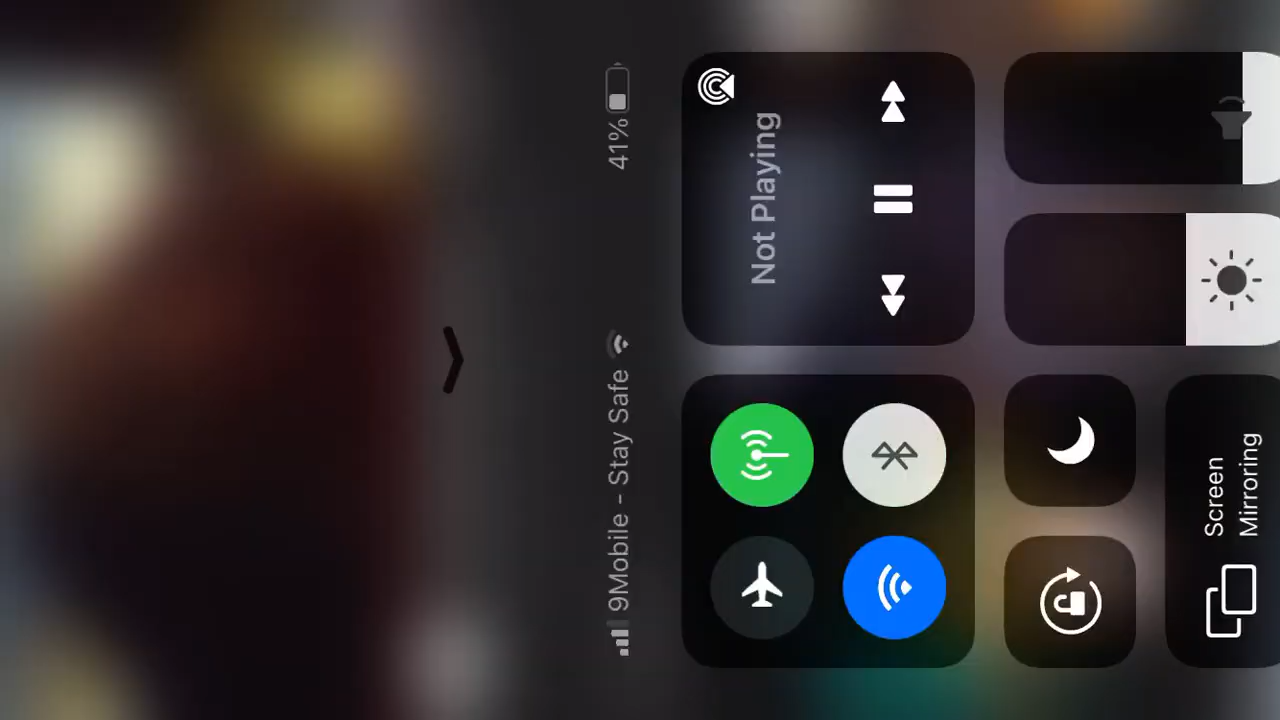 9Mobile - Stay Safe
41%
Not Playing
Screen
Mirroring